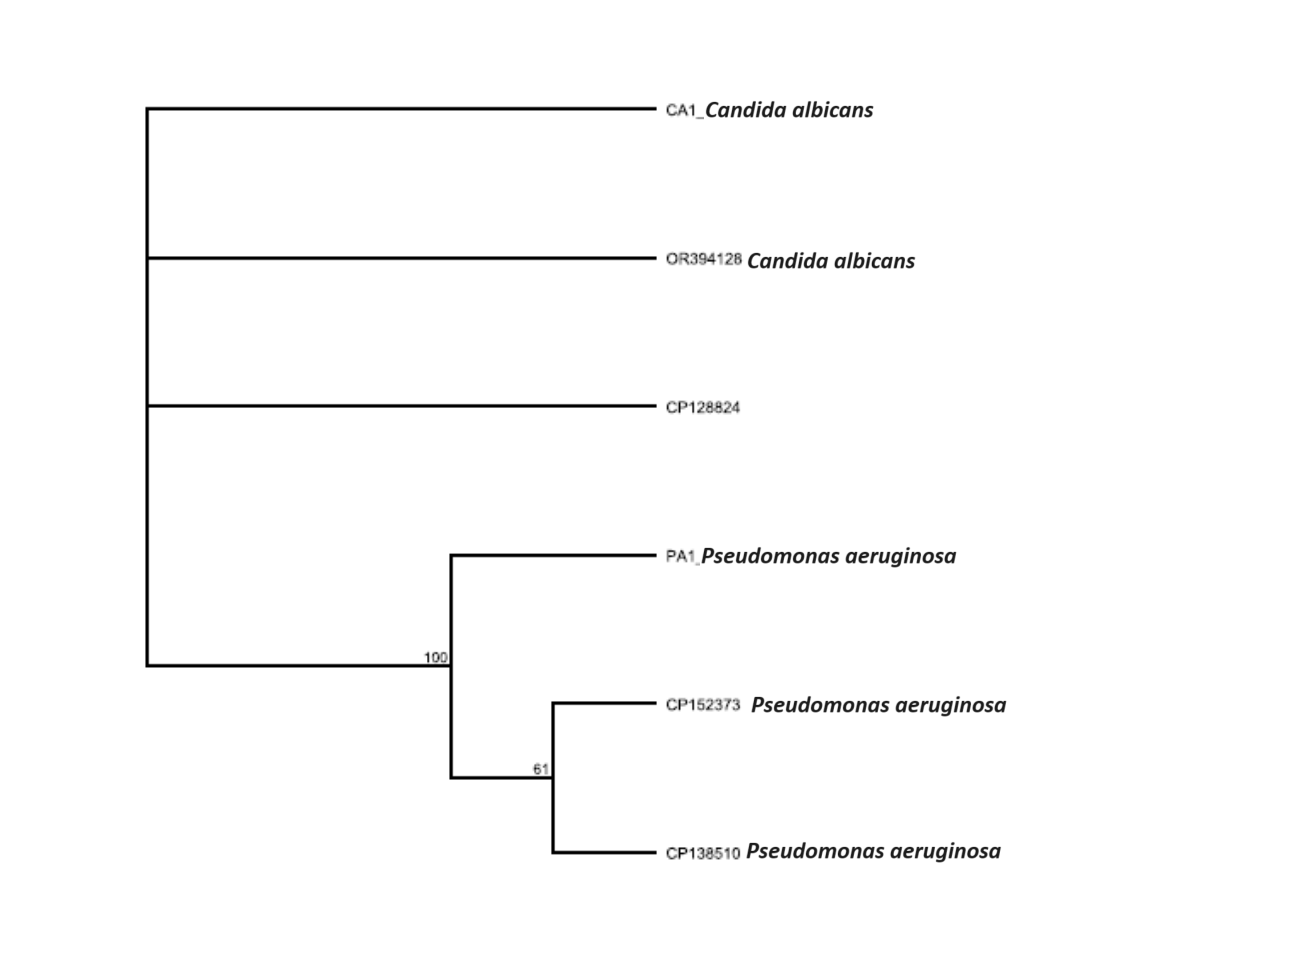 CA1_Candida albicans
OR394128 Candida albicans
CP128824
PA1_Pseudomonas aeruginosa
100
CP152373 Pseudomonas aeruginosa
61
CP138510 Pseudomonas aeruginosa